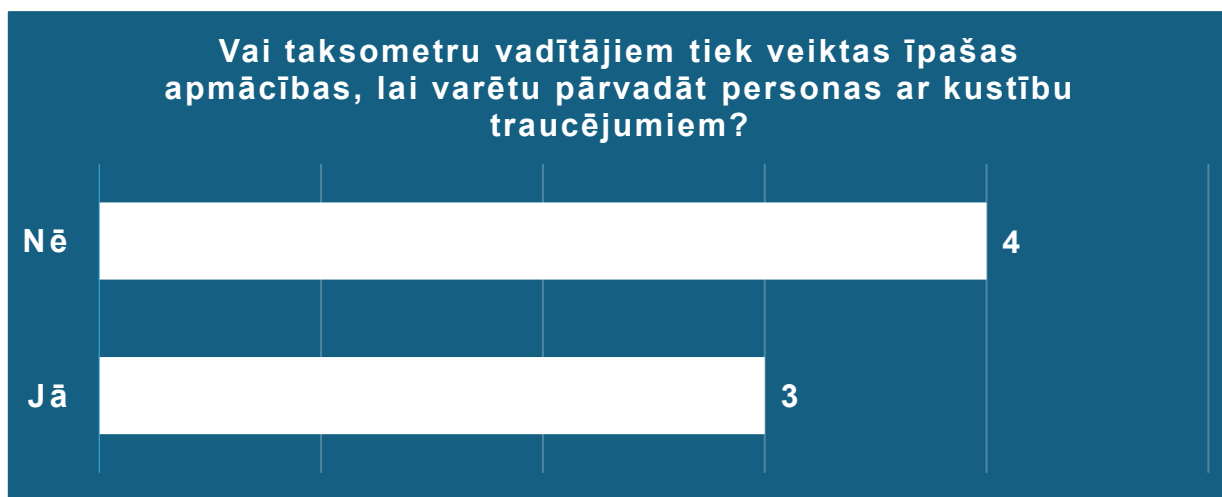 Vai taksometru vadītājiem tiek veiktas īpašas
apmācības, lai varētu pārvadāt personas ar kustību
traucējumiem?
Nē
4
Jā
3